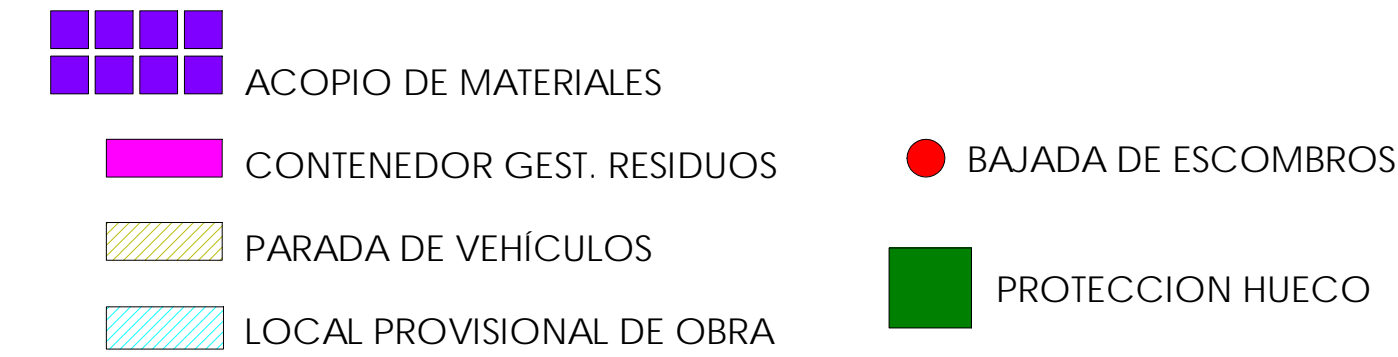 ACOPIO DE MATERIALES
CONTENEDOR GEST. RESIDUOS
PARADA DE VEHÍCULOS
LOCAL PROVISIONAL DE OBRA
BAJADA DE ESCOMBROS
PROTECCION HUECO